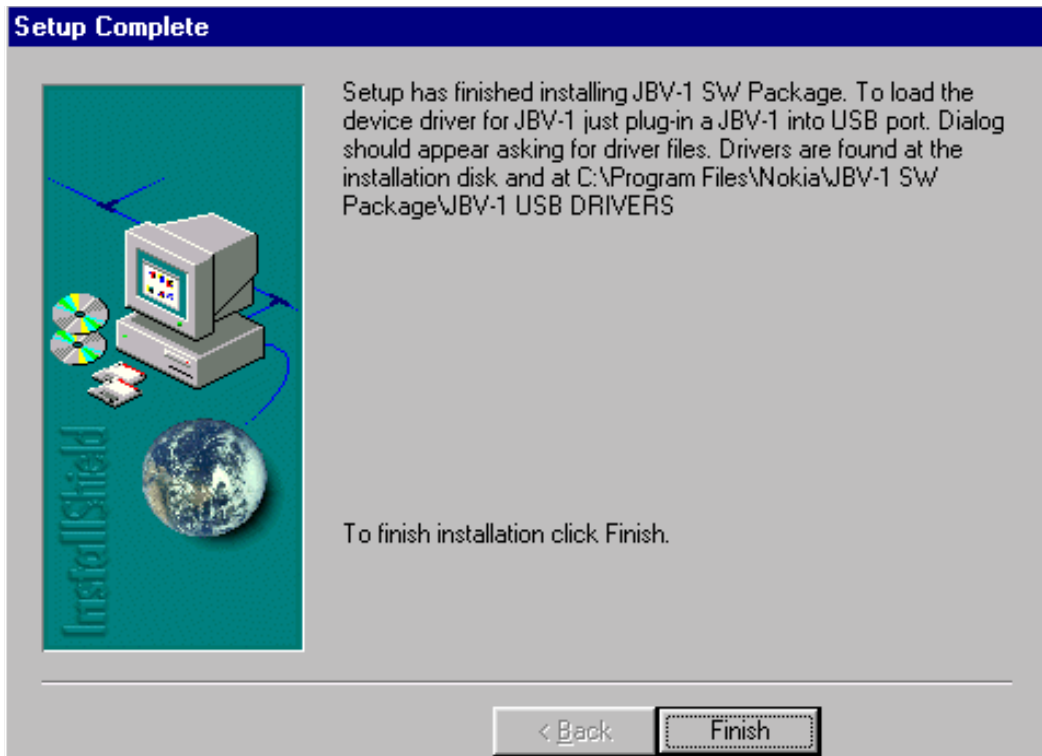 Setup Complete
Setup has finished installing JBV-1 SW Package. To load the
device driver for JBV-1 just plug-in a JBV-1 into USB port. Dialog
should appear asking for driver files. Drivers are found at the
installation disk and at C:\Program Files\Nokia\JBV-1 SW
Package\JBV-1 USB DRIVERS
InstallShield
To finish installation click Finish.
< Back
Finish